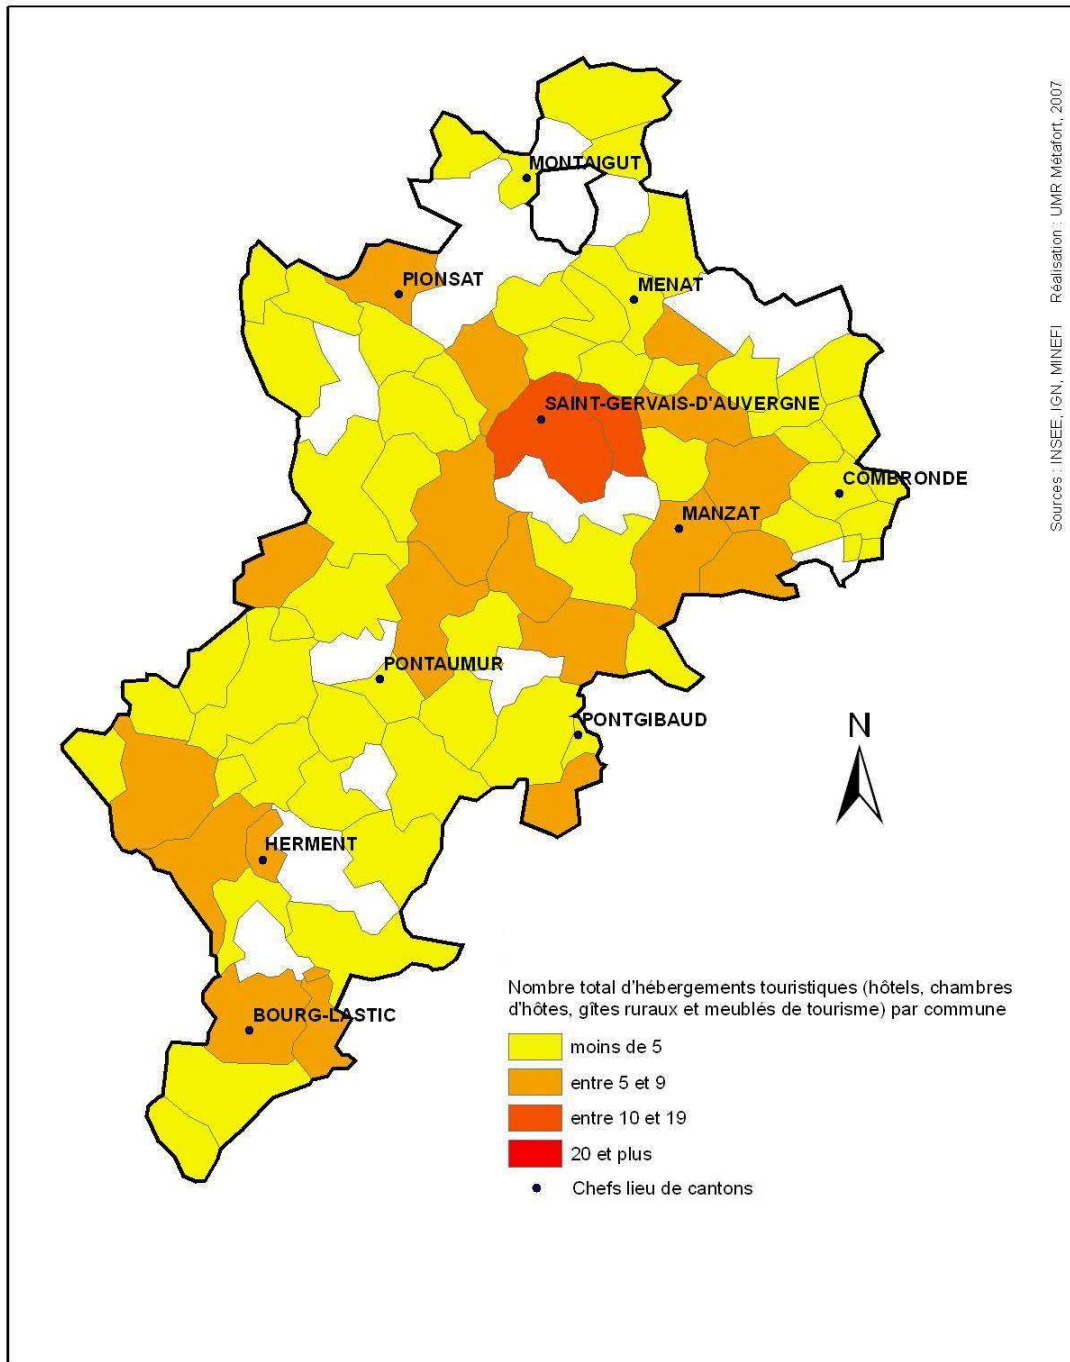 MONTAIGUT
PIONSAT
MENAT
SAINT-GERVAIS-D'AUVERGNE
COMBRONDE
MANZAT
PONTAUMUR
PONTGIBAUD
HERMENT
BOURG-LASTIC
N
Nombre total d'hébergements touristiques (hôtels, chambres
d'hôtes, gîtes ruraux et meublés de tourisme) par commune
moins de 5
entre 5 et 9
entre 10 et 19
20 et plus
Chefs lieu de cantons
Sources : INSEE, IGN, MINEFI Réalisation : UMR Métafort, 2007